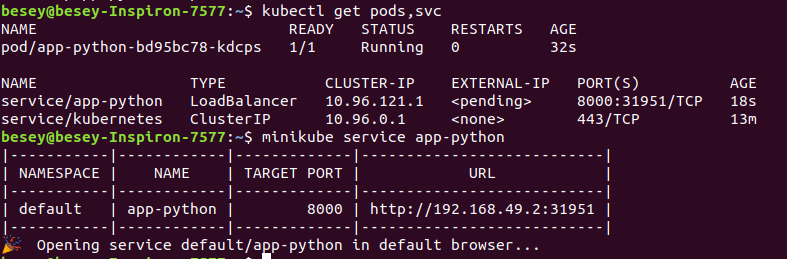 besey@besey-Inspiron-7577:~$ kubectl get pods,svc
NAME                           READY   STATUS    RESTARTS   AGE
pod/app-python-bd95bc78-kdcps   1/1     Running   0          32s
NAME                 TYPE           CLUSTER-IP    EXTERNAL-IP   PORT(S)          AGE
service/app-python   LoadBalancer   10.96.121.1   <pending>     8000:31951/TCP   18s
service/kubernetes   ClusterIP      10.96.0.1     <none>        443/TCP          13m
besey@besey-Inspiron-7577:~$ minikube service app-python
|-----------|------------|-------------|---------------------------|
| NAMESPACE |    NAME    | TARGET PORT |            URL            |
|-----------|------------|-------------|---------------------------|
| default   | app-python |        8000 | http://192.168.49.2:31951 |
|-----------|------------|-------------|---------------------------|
🎉  Opening service default/app-python in default browser...